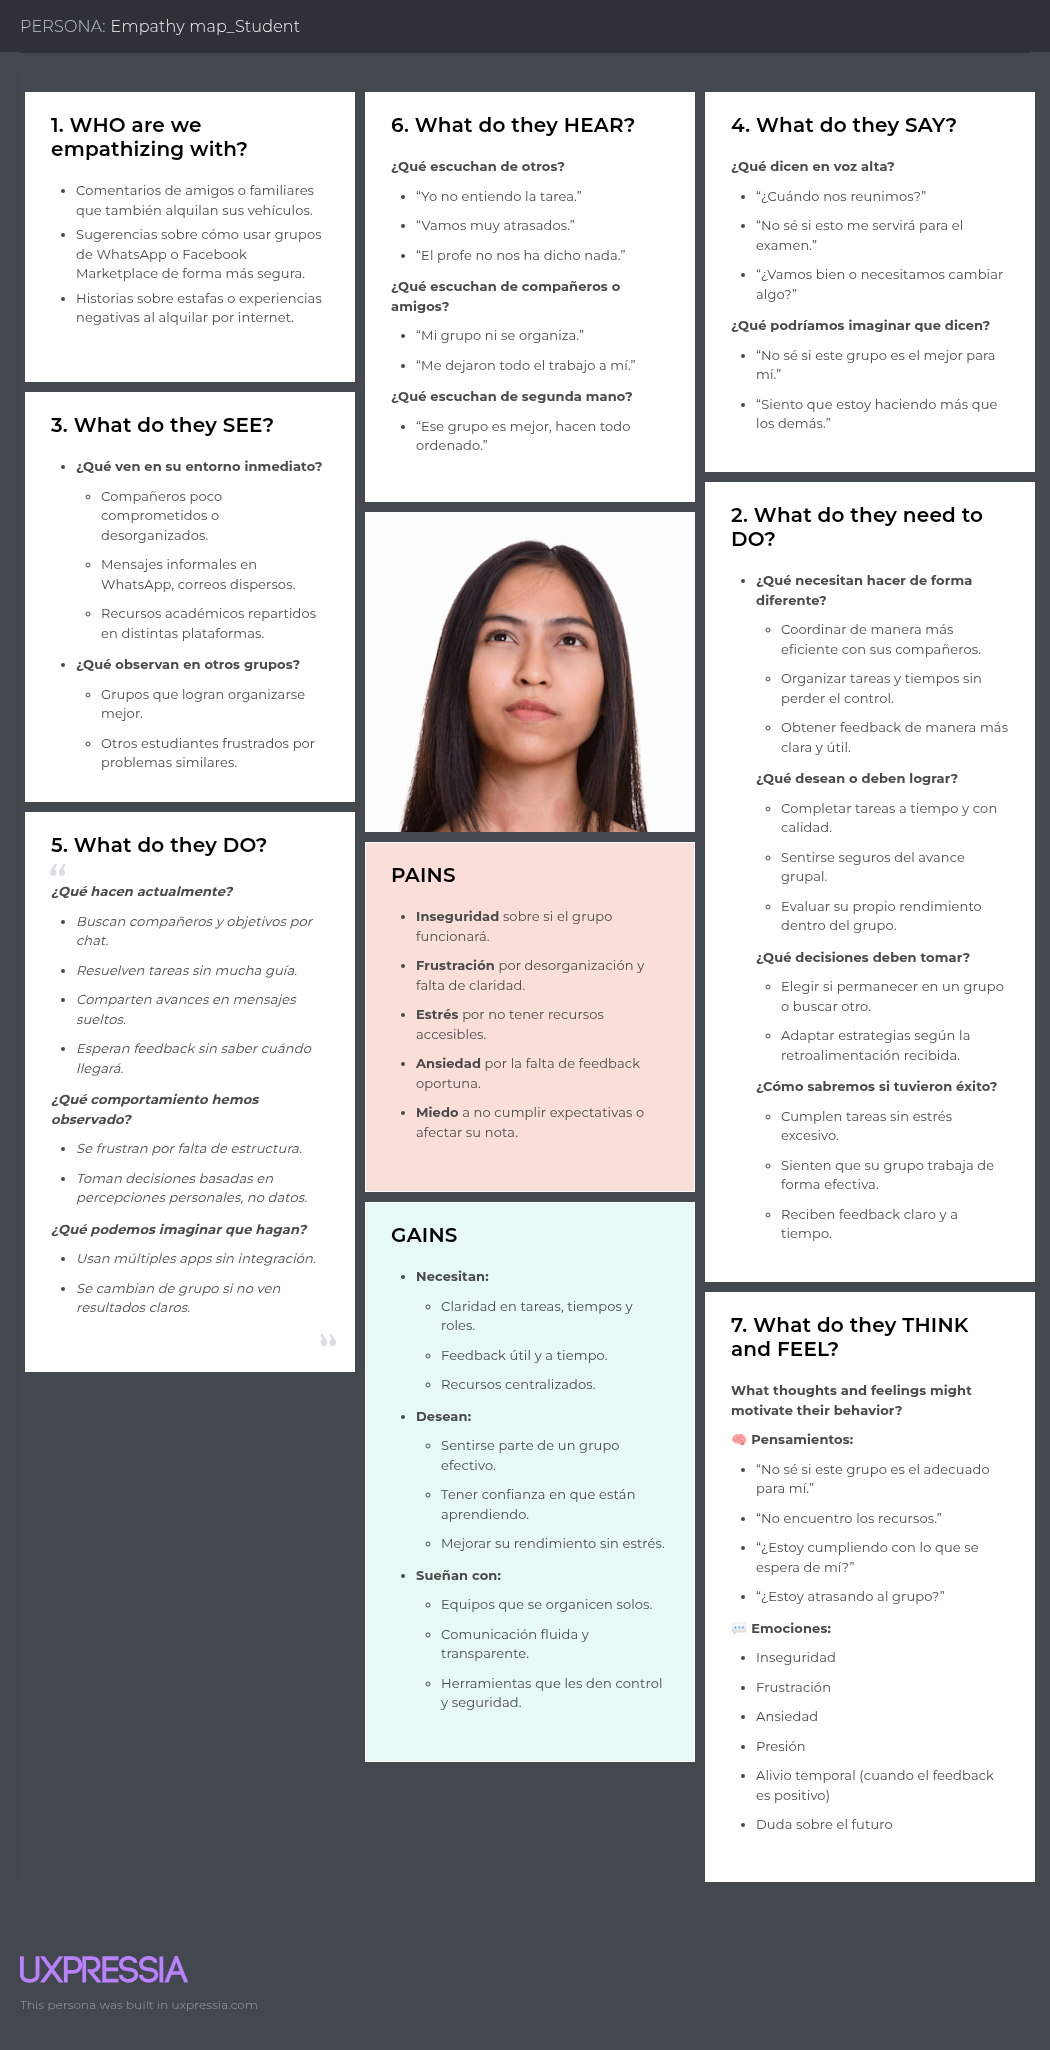 PERSONA: Empathy map_Student
1. WHO are we
empathizing with?
• Comentarios de amigos o familiares
que también alquilan sus vehículos.
• Sugerencias sobre cómo usar grupos
de WhatsApp o Facebook
Marketplace de forma más segura.
• Historias sobre estafas o experiencias
negativas al alquilar por internet.
3. What do they SEE?
• ¿Qué ven en su entorno inmediato?
◦ Compañeros poco
comprometidos o
desorganizados.
◦ Mensajes informales en
WhatsApp, correos dispersos.
◦ Recursos académicos repartidos
en distintas plataformas.
• ¿Qué observan en otros grupos?
◦ Grupos que logran organizarse
mejor.
◦ Otros estudiantes frustrados por
problemas similares.
5. What do they DO?
“
¿Qué hacen actualmente?
• Buscan compañeros y objetivos por
chat.
• Resuelven tareas sin mucha guía.
• Comparten avances en mensajes
sueltos.
• Esperan feedback sin saber cuándo
llegará.
¿Qué comportamiento hemos
observado?
• Se frustran por falta de estructura.
• Toman decisiones basadas en
percepciones personales, no datos.
¿Qué podemos imaginar que hagan?
• Usan múltiples apps sin integración.
• Se cambian de grupo si no ven
resultados claros.
”
6. What do they HEAR?
¿Qué escuchan de otros?
• “Yo no entiendo la tarea.”
• “Vamos muy atrasados.”
• “El profe no nos ha dicho nada.”
¿Qué escuchan de compañeros o
amigos?
• “Mi grupo ni se organiza.”
• “Me dejaron todo el trabajo a mí.”
¿Qué escuchan de segunda mano?
• “Ese grupo es mejor, hacen todo
ordenado.”
PAINS
• Inseguridad sobre si el grupo
funcionará.
• Frustración por desorganización y
falta de claridad.
• Estrés por no tener recursos
accesibles.
• Ansiedad por la falta de feedback
oportuna.
• Miedo a no cumplir expectativas o
afectar su nota.
GAINS
• Necesitan:
◦ Claridad en tareas, tiempos y
roles.
◦ Feedback útil y a tiempo.
◦ Recursos centralizados.
• Desean:
◦ Sentirse parte de un grupo
efectivo.
◦ Tener confianza en que están
aprendiendo.
◦ Mejorar su rendimiento sin estrés.
• Sueñan con:
◦ Equipos que se organicen solos.
◦ Comunicación fluida y
transparente.
◦ Herramientas que les den control
y seguridad.
4. What do they SAY?
¿Qué dicen en voz alta?
• “¿Cuándo nos reunimos?”
• “No sé si esto me servirá para el
examen.”
• “¿Vamos bien o necesitamos cambiar
algo?”
¿Qué podríamos imaginar que dicen?
• “No sé si este grupo es el mejor para
mí.”
• “Siento que estoy haciendo más que
los demás.”
2. What do they need to
DO?
• ¿Qué necesitan hacer de forma
diferente?
◦ Coordinar de manera más
eficiente con sus compañeros.
◦ Organizar tareas y tiempos sin
perder el control.
◦ Obtener feedback de manera más
clara y útil.
¿Qué desean o deben lograr?
◦ Completar tareas a tiempo y con
calidad.
◦ Sentirse seguros del avance
grupal.
◦ Evaluar su propio rendimiento
dentro del grupo.
¿Qué decisiones deben tomar?
◦ Elegir si permanecer en un grupo
o buscar otro.
◦ Adaptar estrategias según la
retroalimentación recibida.
¿Cómo sabremos si tuvieron éxito?
◦ Cumplen tareas sin estrés
excesivo.
◦ Sienten que su grupo trabaja de
forma efectiva.
◦ Reciben feedback claro y a
tiempo.
7. What do they THINK
and FEEL?
What thoughts and feelings might
motivate their behavior?
🧠 Pensamientos:
• “No sé si este grupo es el adecuado
para mí.”
• “No encuentro los recursos.”
• “¿Estoy cumpliendo con lo que se
espera de mí?”
• “¿Estoy atrasando al grupo?”
💬 Emociones:
• Inseguridad
• Frustración
• Ansiedad
• Presión
• Alivio temporal (cuando el feedback
es positivo)
• Duda sobre el futuro
UXPRESSIA
This persona was built in uxpressia.com